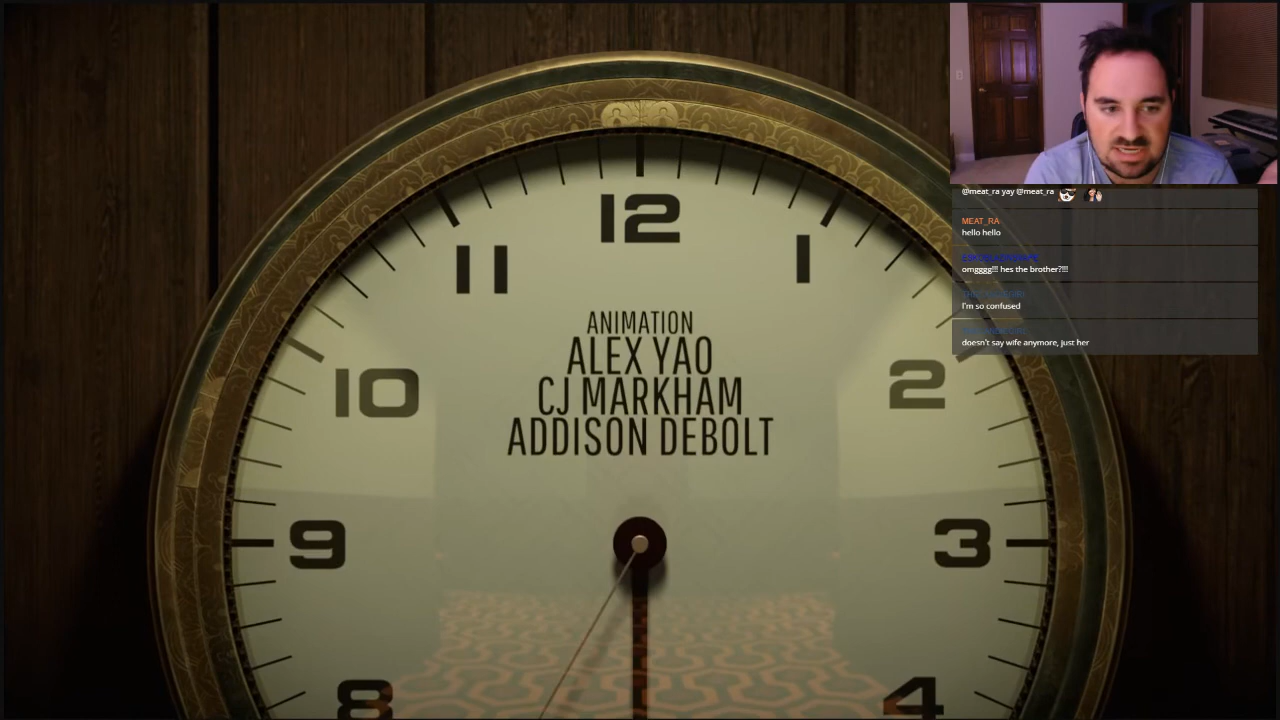 12
11
1
ANIMATION
ALEX YAO
CJ MARKHAM
ADDISON DEBOLT
10
2
9
3
8
4
@meat_ra yay @meat_ra
MEAT_RA
hello hello
omgggg!!! hes the brother?!!!
I'm so confused
doesn't say wife anymore, just her